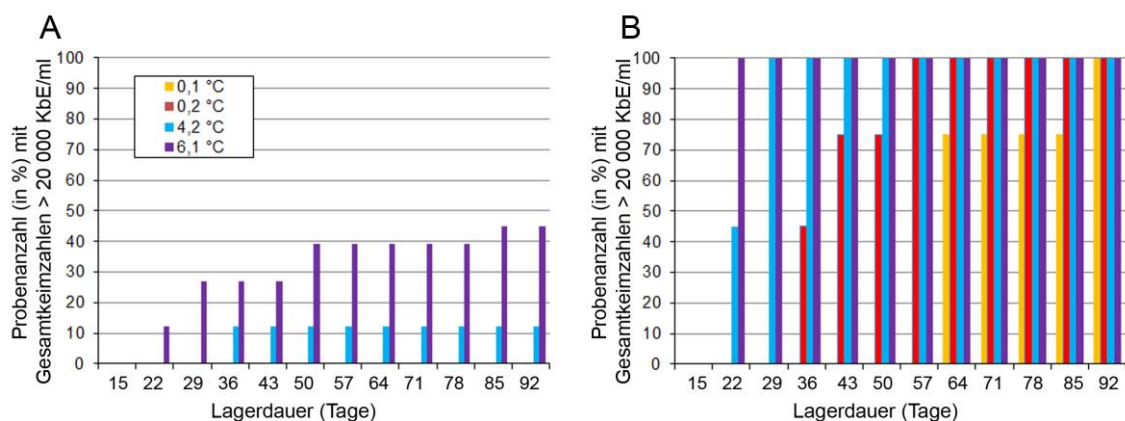 A
Probenanzahl (in %) mit
Gesamtkeimzahlen > 20 000 KbE/ml
100
90
80
70
60
50
40
30
20
10
0
0,1 °C
0,2 °C
4,2 °C
6,1 °C
15 22 29 36 43 50 57 64 71 78 85 92
Lagerdauer (Tage)
B
Probenanzahl (in %) mit
Gesamtkeimzahlen > 20 000 KbE/ml
100
90
80
70
60
50
40
30
20
10
0
15 22 29 36 43 50 57 64 71 78 85 92
Lagerdauer (Tage)